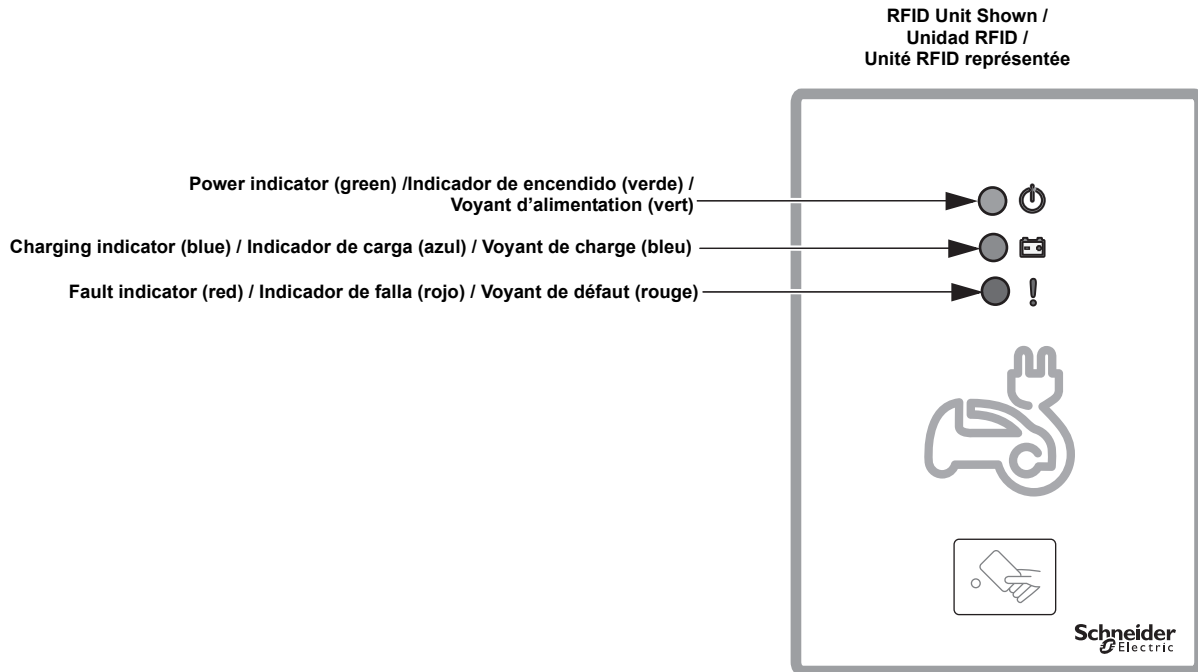 RFID Unit Shown /
Unidad RFID /
Unité RFID représentée
Power indicator (green) /Indicador de encendido (verde) /
Voyant d'alimentation (vert)
Charging indicator (blue) / Indicador de carga (azul) / Voyant de charge (bleu)
Fault indicator (red) / Indicador de falla (rojo) / Voyant de défaut (rouge)
!
Schneider
Electric